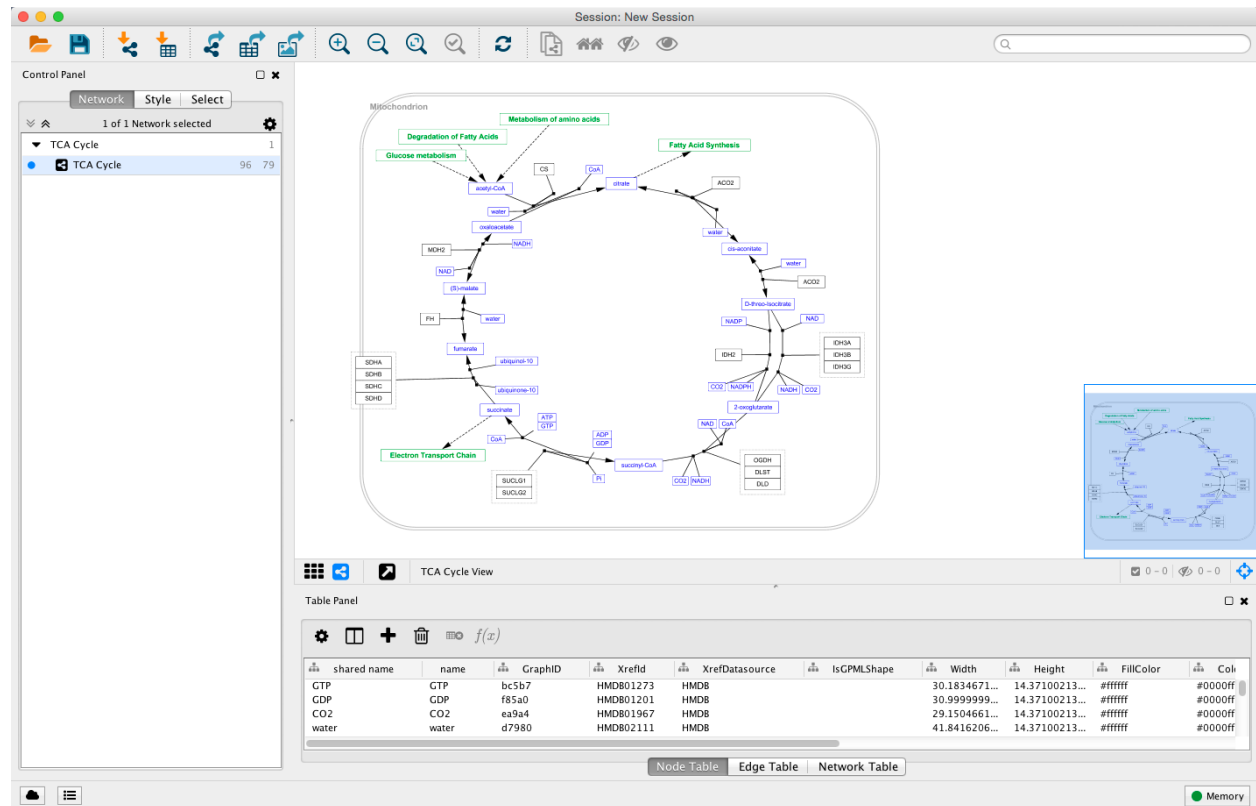 Session: New Session
Control Panel
Network Style Select
1 of 1 Network selected
TCA Cycle 1
TCA Cycle 96 79
Mitochondrion
Metabolism of amino acids
Degradation of Fatty Acids
Glucose metabolism
Fatty Acid Synthesis
CS
CoA
acetyl-CoA
citrate
ACO2
water
oxaloacetate
water
MDH2
NADH
cis-aconitate
NAD
water
ACO2
(S)-malate
D-threo-isocitrate
FH
water
NADP
NAD
fumarate
IDH2
IDH3A
IDH3B
IDH3G
SDHA
SDHB
SDHC
SDHD
ubiquinol-10
ubiquinone-10
CO2 NADPH
NADH CO2
succinate
2-oxoglutarate
ATP
GTP
NAD CoA
CoA
ADP
GDP
Electron Transport Chain
succinyl-CoA
OGDH
DLST
DLD
SUCLG1
SUCLG2
Pi
CO2 NADH
TCA Cycle View
0 - 0 0 - 0
Table Panel
f(x)
shared name name GraphID XrefId XrefDatasource IsGPMLShape Width Height FillColor Col
GTP GTP bc5b7 HMDB01273 HMDB 30.1834671... 14.37100213... #ffffff #0000ff
GDP GDP f85a0 HMDB01201 HMDB 30.9999999... 14.37100213... #ffffff #0000ff
CO2 CO2 ea9a4 HMDB01967 HMDB 29.1504661... 14.37100213... #ffffff #0000ff
water water d7980 HMDB02111 HMDB 41.8416206... 14.37100213... #ffffff #0000ff
Node Table Edge Table Network Table
Memory